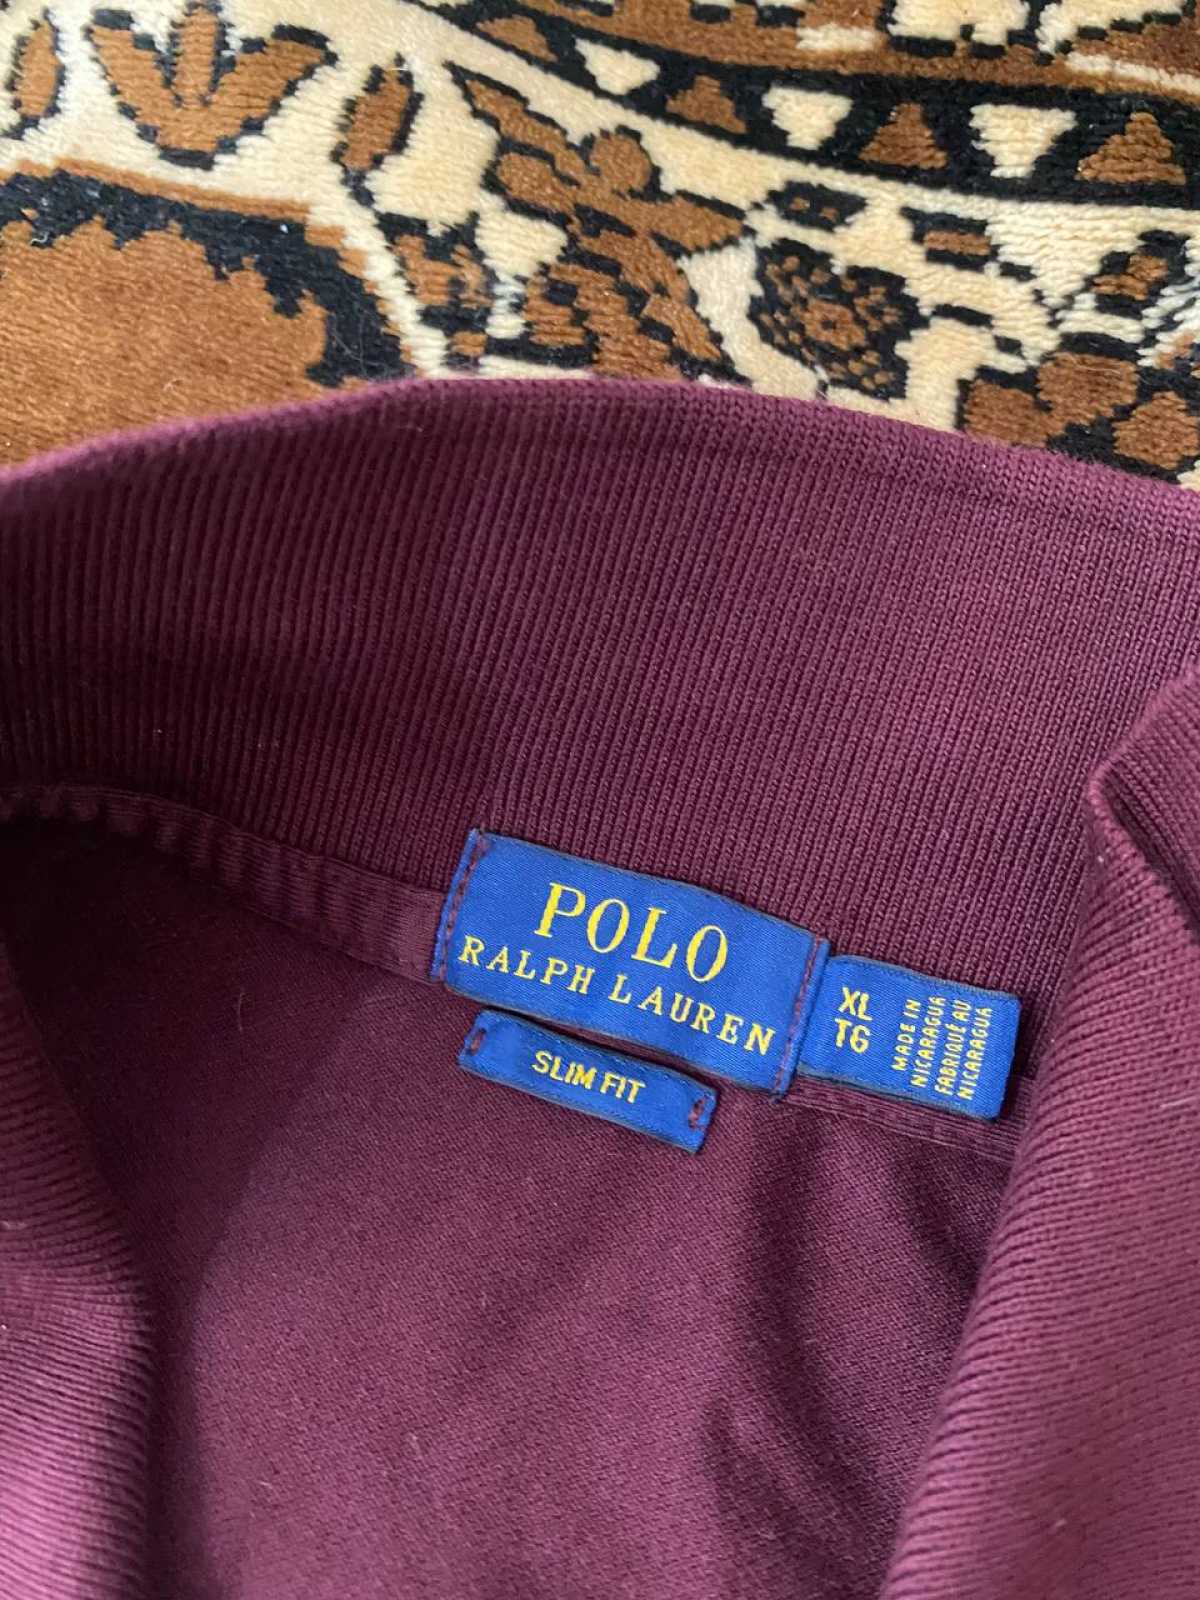 POLO
RALPH LAUREN
SLIM FIT
XL
TG
MADE IN
NICARAGUA
FABRIQUÉ AU
NICARAGUA